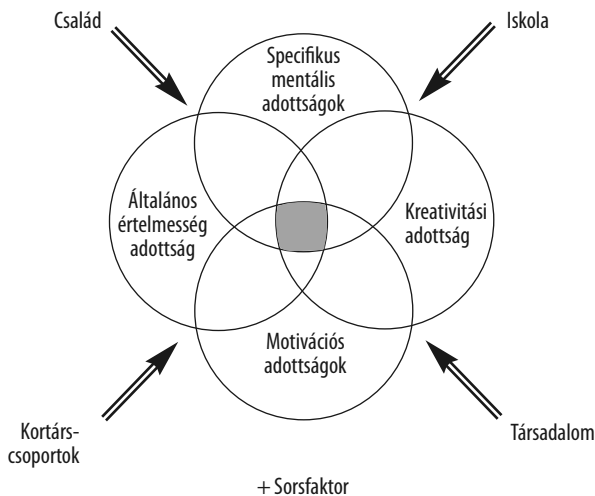 Család
Iskola
Specifikus
mentális
adottságok
Általános
értelmesség
adottság
Kreativitási
adottság
Motivációs
adottságok
Kortárs-
csoportok
Társadalom
+ Sorsfaktor